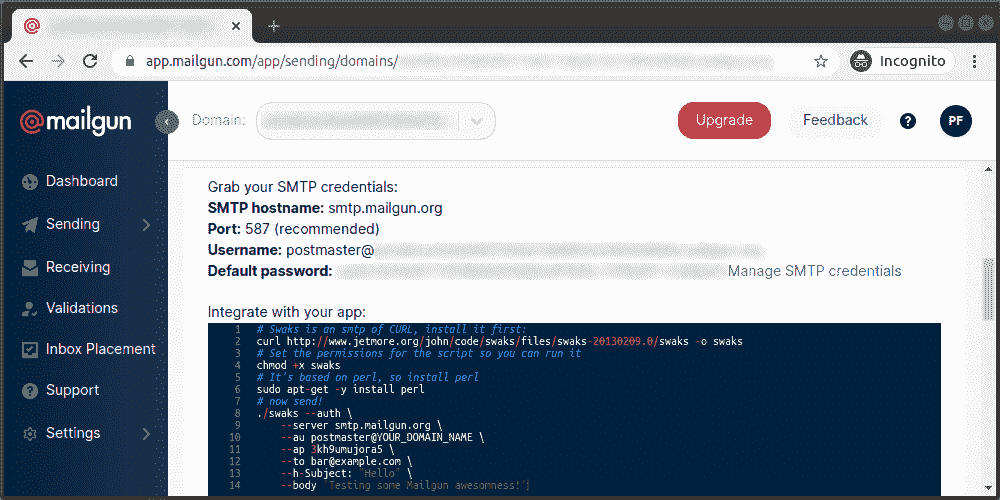 app.mailgun.com/app/sending/domains/
Incognito
@mailgun
Domain:
Upgrade
Feedback
?
PF
Dashboard
Sending
Receiving
Validations
Inbox Placement
Support
Settings
Grab your SMTP credentials:
SMTP hostname: smtp.mailgun.org
Port: 587 (recommended)
Username: postmaster@
Default password: Manage SMTP credentials
Integrate with your app:
1 # Swaks is an smtp of CURL, install it first:
2 curl http://www.jetmore.org/john/code/swaks/files/swaks-20130209.0/swaks -o swaks
3 # Set the permissions for the script so you can run it
4 chmod +x swaks
5 # It's based on perl, so install perl
6 sudo apt-get -y install perl
7 # now send!
8 ./swaks --auth \
9 --server smtp.mailgun.org \
10 --au postmaster@YOUR_DOMAIN_NAME \
11 --ap 3kh9umujora5 \
12 --to bar@example.com \
13 --h-Subject: "Hello" \
14 --body 'Testing some Mailgun awesomness!'